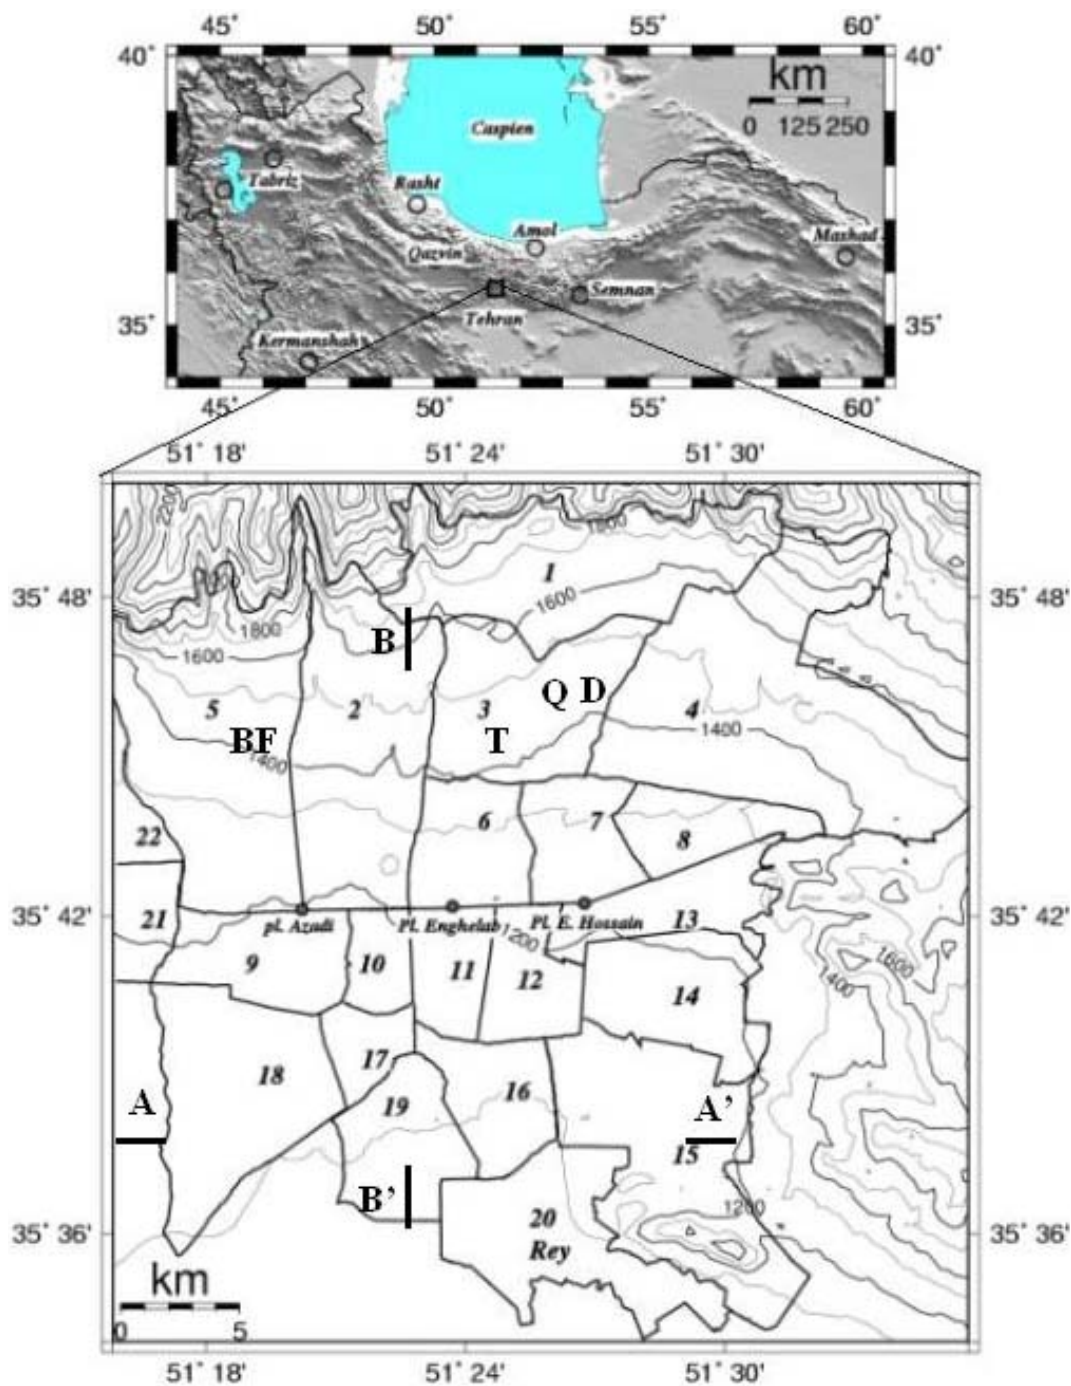 45° 50° 55° 60°
40° 40°
km
0 125 250
Caspien
Tabriz
Rasht
Amol
Mashad
Qazvin
Semnan
Tehran
35° 35°
Kermanshah
45° 50° 55° 60°
51° 18' 51° 24' 51° 30'
2200
1800
1
35° 48' 1600 35° 48'
1800
B
1600
Q D
5 2 3 4
BF T 1400
1400
6 7
22 8
35° 42' 35° 42'
21 13
pl. Azadi Pl. Enghelab 1200 Pl. E. Hossain
1600
9 10 11 12 1400
14
17
18 16
A 19 A’
15
B’ 1200
35° 36' 20 35° 36'
Rey
km
0 5
51° 18' 51° 24' 51° 30'